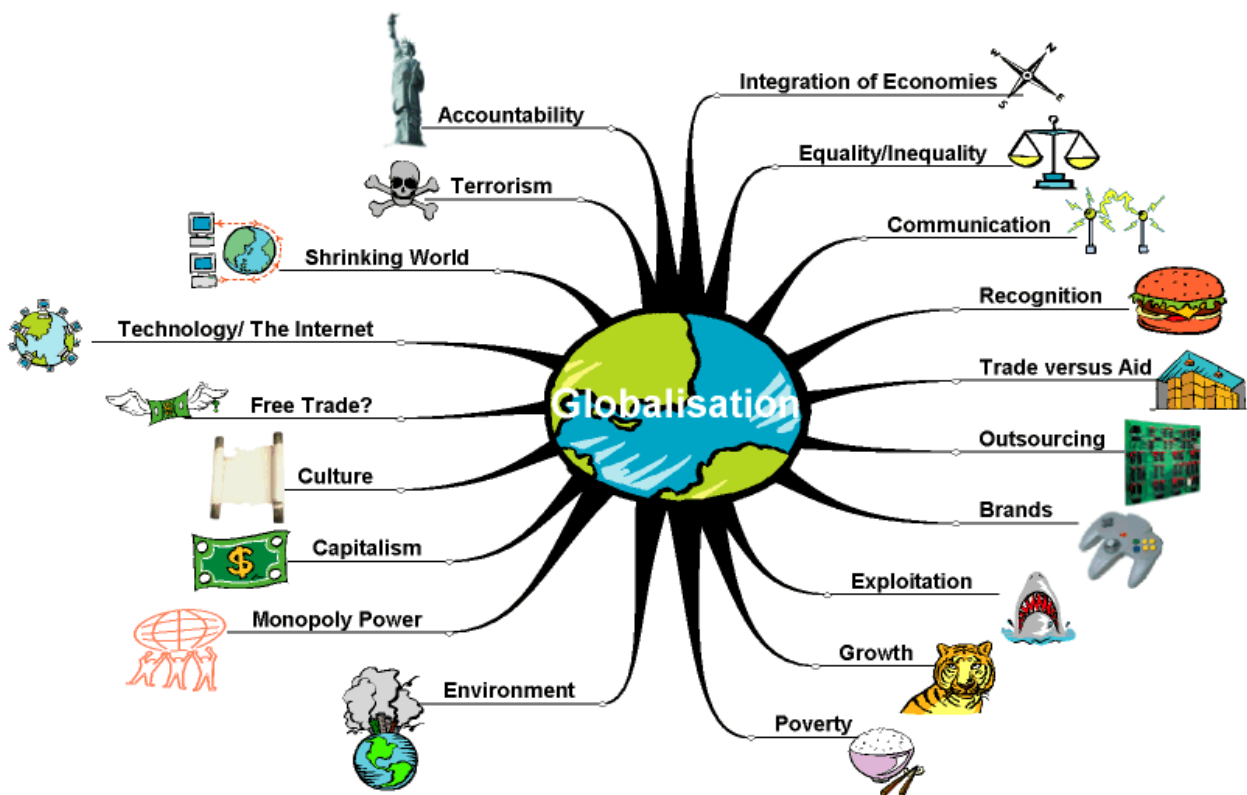 Integration of Economies
Equality/Inequality
Communication
Recognition
Trade versus Aid
Outsourcing
Brands
Exploitation
Growth
Poverty
Accountability
Terrorism
Shrinking World
Technology/ The Internet
Free Trade?
Culture
Capitalism
Monopoly Power
Environment
Globalisation
N
W
E
S
?
$